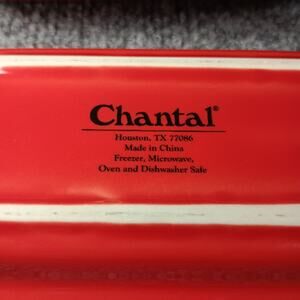 Chantal®
Houston, TX 77086
Made in China
Freezer, Microwave,
Oven and Dishwasher Safe